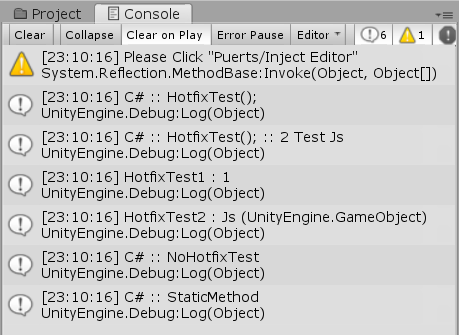 Project Console
Clear Collapse Clear on Play Error Pause Editor 6 1
[23:10:16] Please Click "Puerts/Inject Editor"
System.Reflection.MethodBase:Invoke(Object, Object[])
[23:10:16] C# :: HotfixTest();
UnityEngine.Debug:Log(Object)
[23:10:16] C# :: HotfixTest(); :: 2 Test Js
UnityEngine.Debug:Log(Object)
[23:10:16] HotfixTest1 : 1
UnityEngine.Debug:Log(Object)
[23:10:16] HotfixTest2 : Js (UnityEngine.GameObject)
UnityEngine.Debug:Log(Object)
[23:10:16] C# :: NoHotfixTest
UnityEngine.Debug:Log(Object)
[23:10:16] C# :: StaticMethod
UnityEngine.Debug:Log(Object)